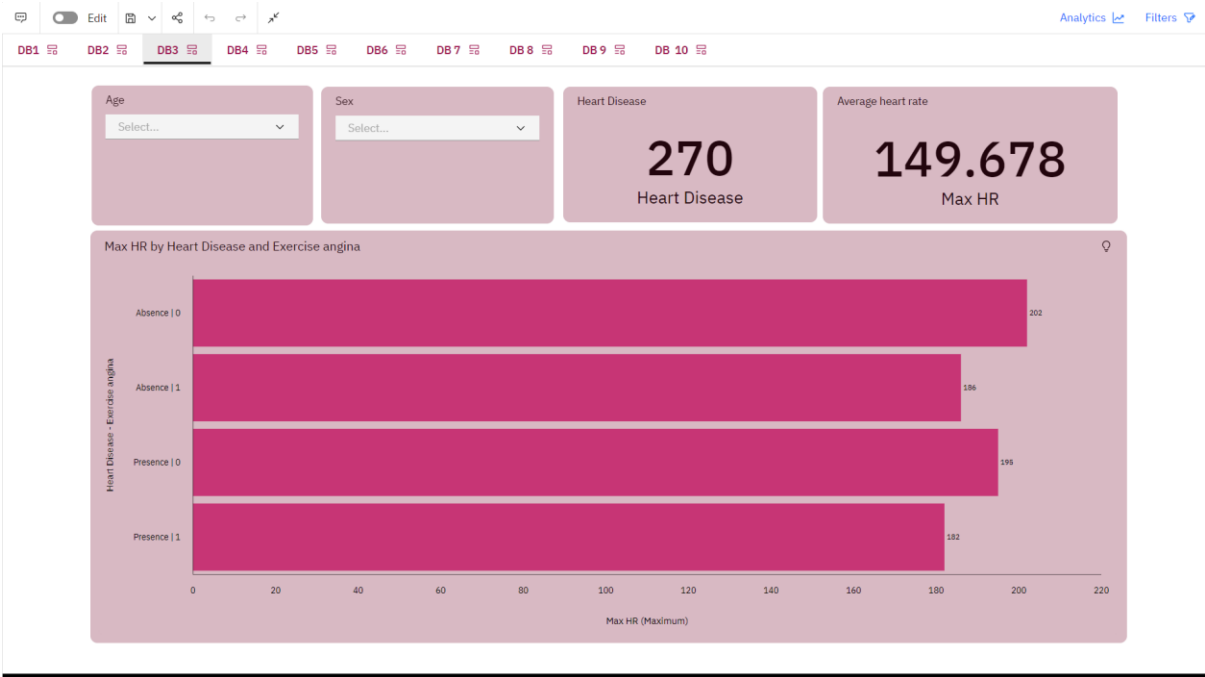 Edit
Analytics
Filters
DB1 DB2 DB3 DB4 DB5 DB6 DB 7 DB 8 DB 9 DB 10
Age
Select...
Sex
Select...
Heart Disease
270
Heart Disease
Average heart rate
149.678
Max HR
Max HR by Heart Disease and Exercise angina
Heart Disease - Exercise angina
Absence | 0
202
Absence | 1
186
Presence | 0
195
Presence | 1
182
0 20 40 60 80 100 120 140 160 180 200 220
Max HR (Maximum)